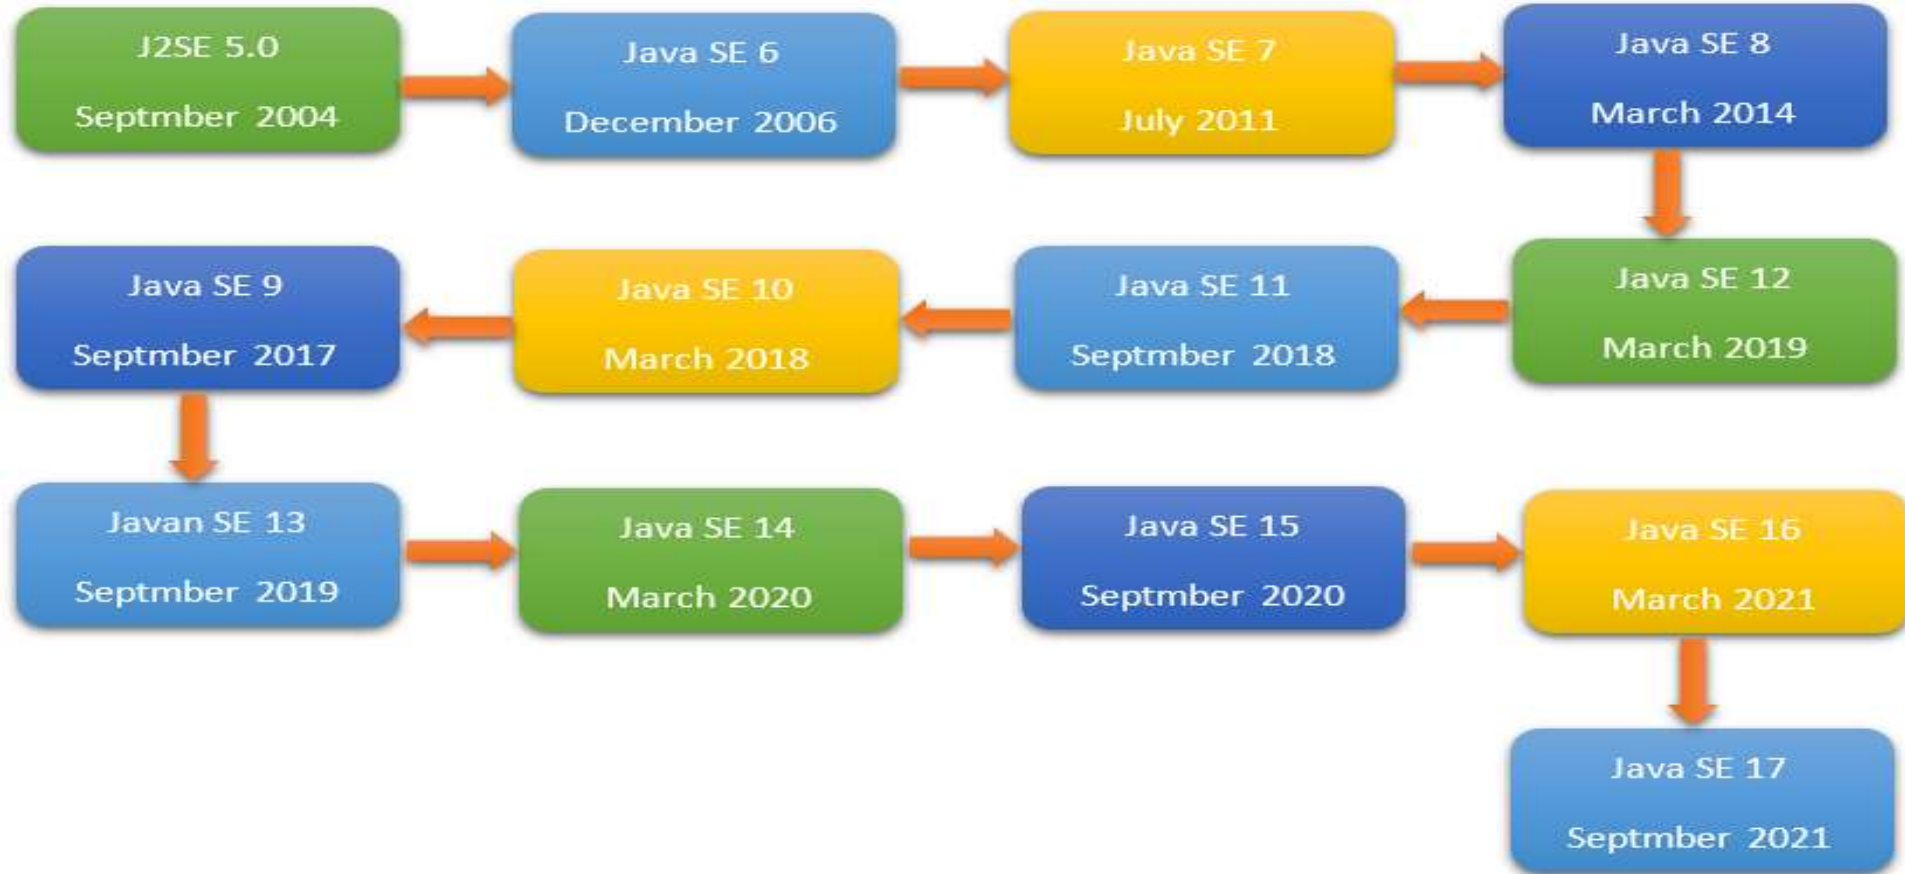 J2SE 5.0
Septmber 2004
Java SE 6
December 2006
Java SE 7
July 2011
Java SE 8
March 2014
Java SE 12
March 2019
Java SE 11
Septmber 2018
Java SE 10
March 2018
Java SE 9
Septmber 2017
Javan SE 13
Septmber 2019
Java SE 14
March 2020
Java SE 15
Septmber 2020
Java SE 16
March 2021
Java SE 17
Septmber 2021